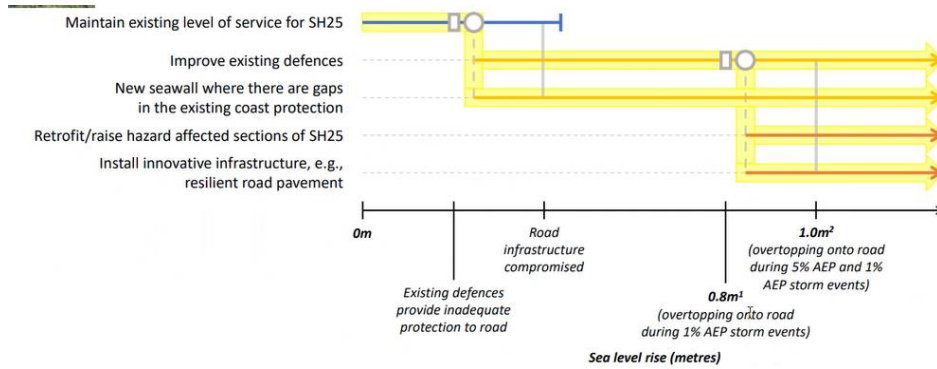 Maintain existing level of service for SH25
Improve existing defences
New seawall where there are gaps
in the existing coast protection
Retrofit/raise hazard affected sections of SH25
Install innovative infrastructure, e.g.,
resilient road pavement
0m
Road
infrastructure
compromised
1.0m²
(overtopping onto road
during 5% AEP and 1%
AEP storm events)
Existing defences
provide inadequate
protection to road
0.8m¹
(overtopping onto road
during 1% AEP storm events)
Sea level rise (metres)